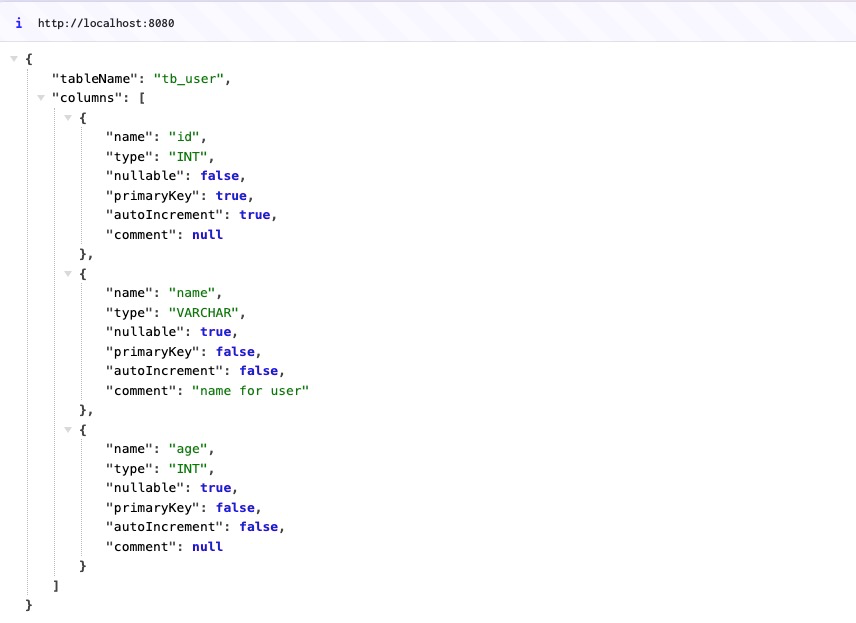 i http://localhost:8080
{
"tableName": "tb_user",
"columns": [
{
"name": "id",
"type": "INT",
"nullable": false,
"primaryKey": true,
"autoIncrement": true,
"comment": null
},
{
"name": "name",
"type": "VARCHAR",
"nullable": true,
"primaryKey": false,
"autoIncrement": false,
"comment": "name for user"
},
{
"name": "age",
"type": "INT",
"nullable": true,
"primaryKey": false,
"autoIncrement": false,
"comment": null
}
]
}